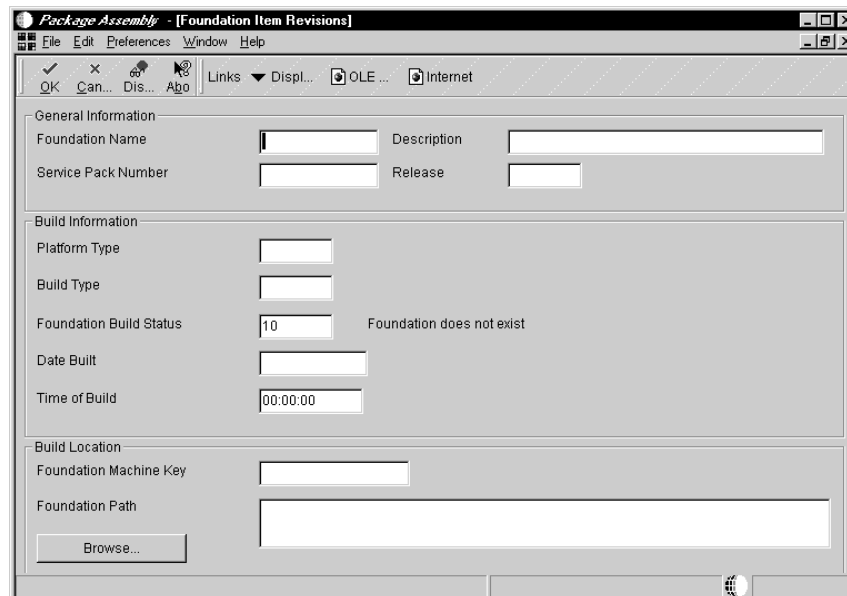 Package Assembly - [Foundation Item Revisions]
File Edit Preferences Window Help
OK Can... Dis... Abo Links Displ... OLE ... Internet
General Information
Foundation Name Description
Service Pack Number Release
Build Information
Platform Type
Build Type
Foundation Build Status 10 Foundation does not exist
Date Built
Time of Build 00:00:00
Build Location
Foundation Machine Key
Foundation Path
Browse...